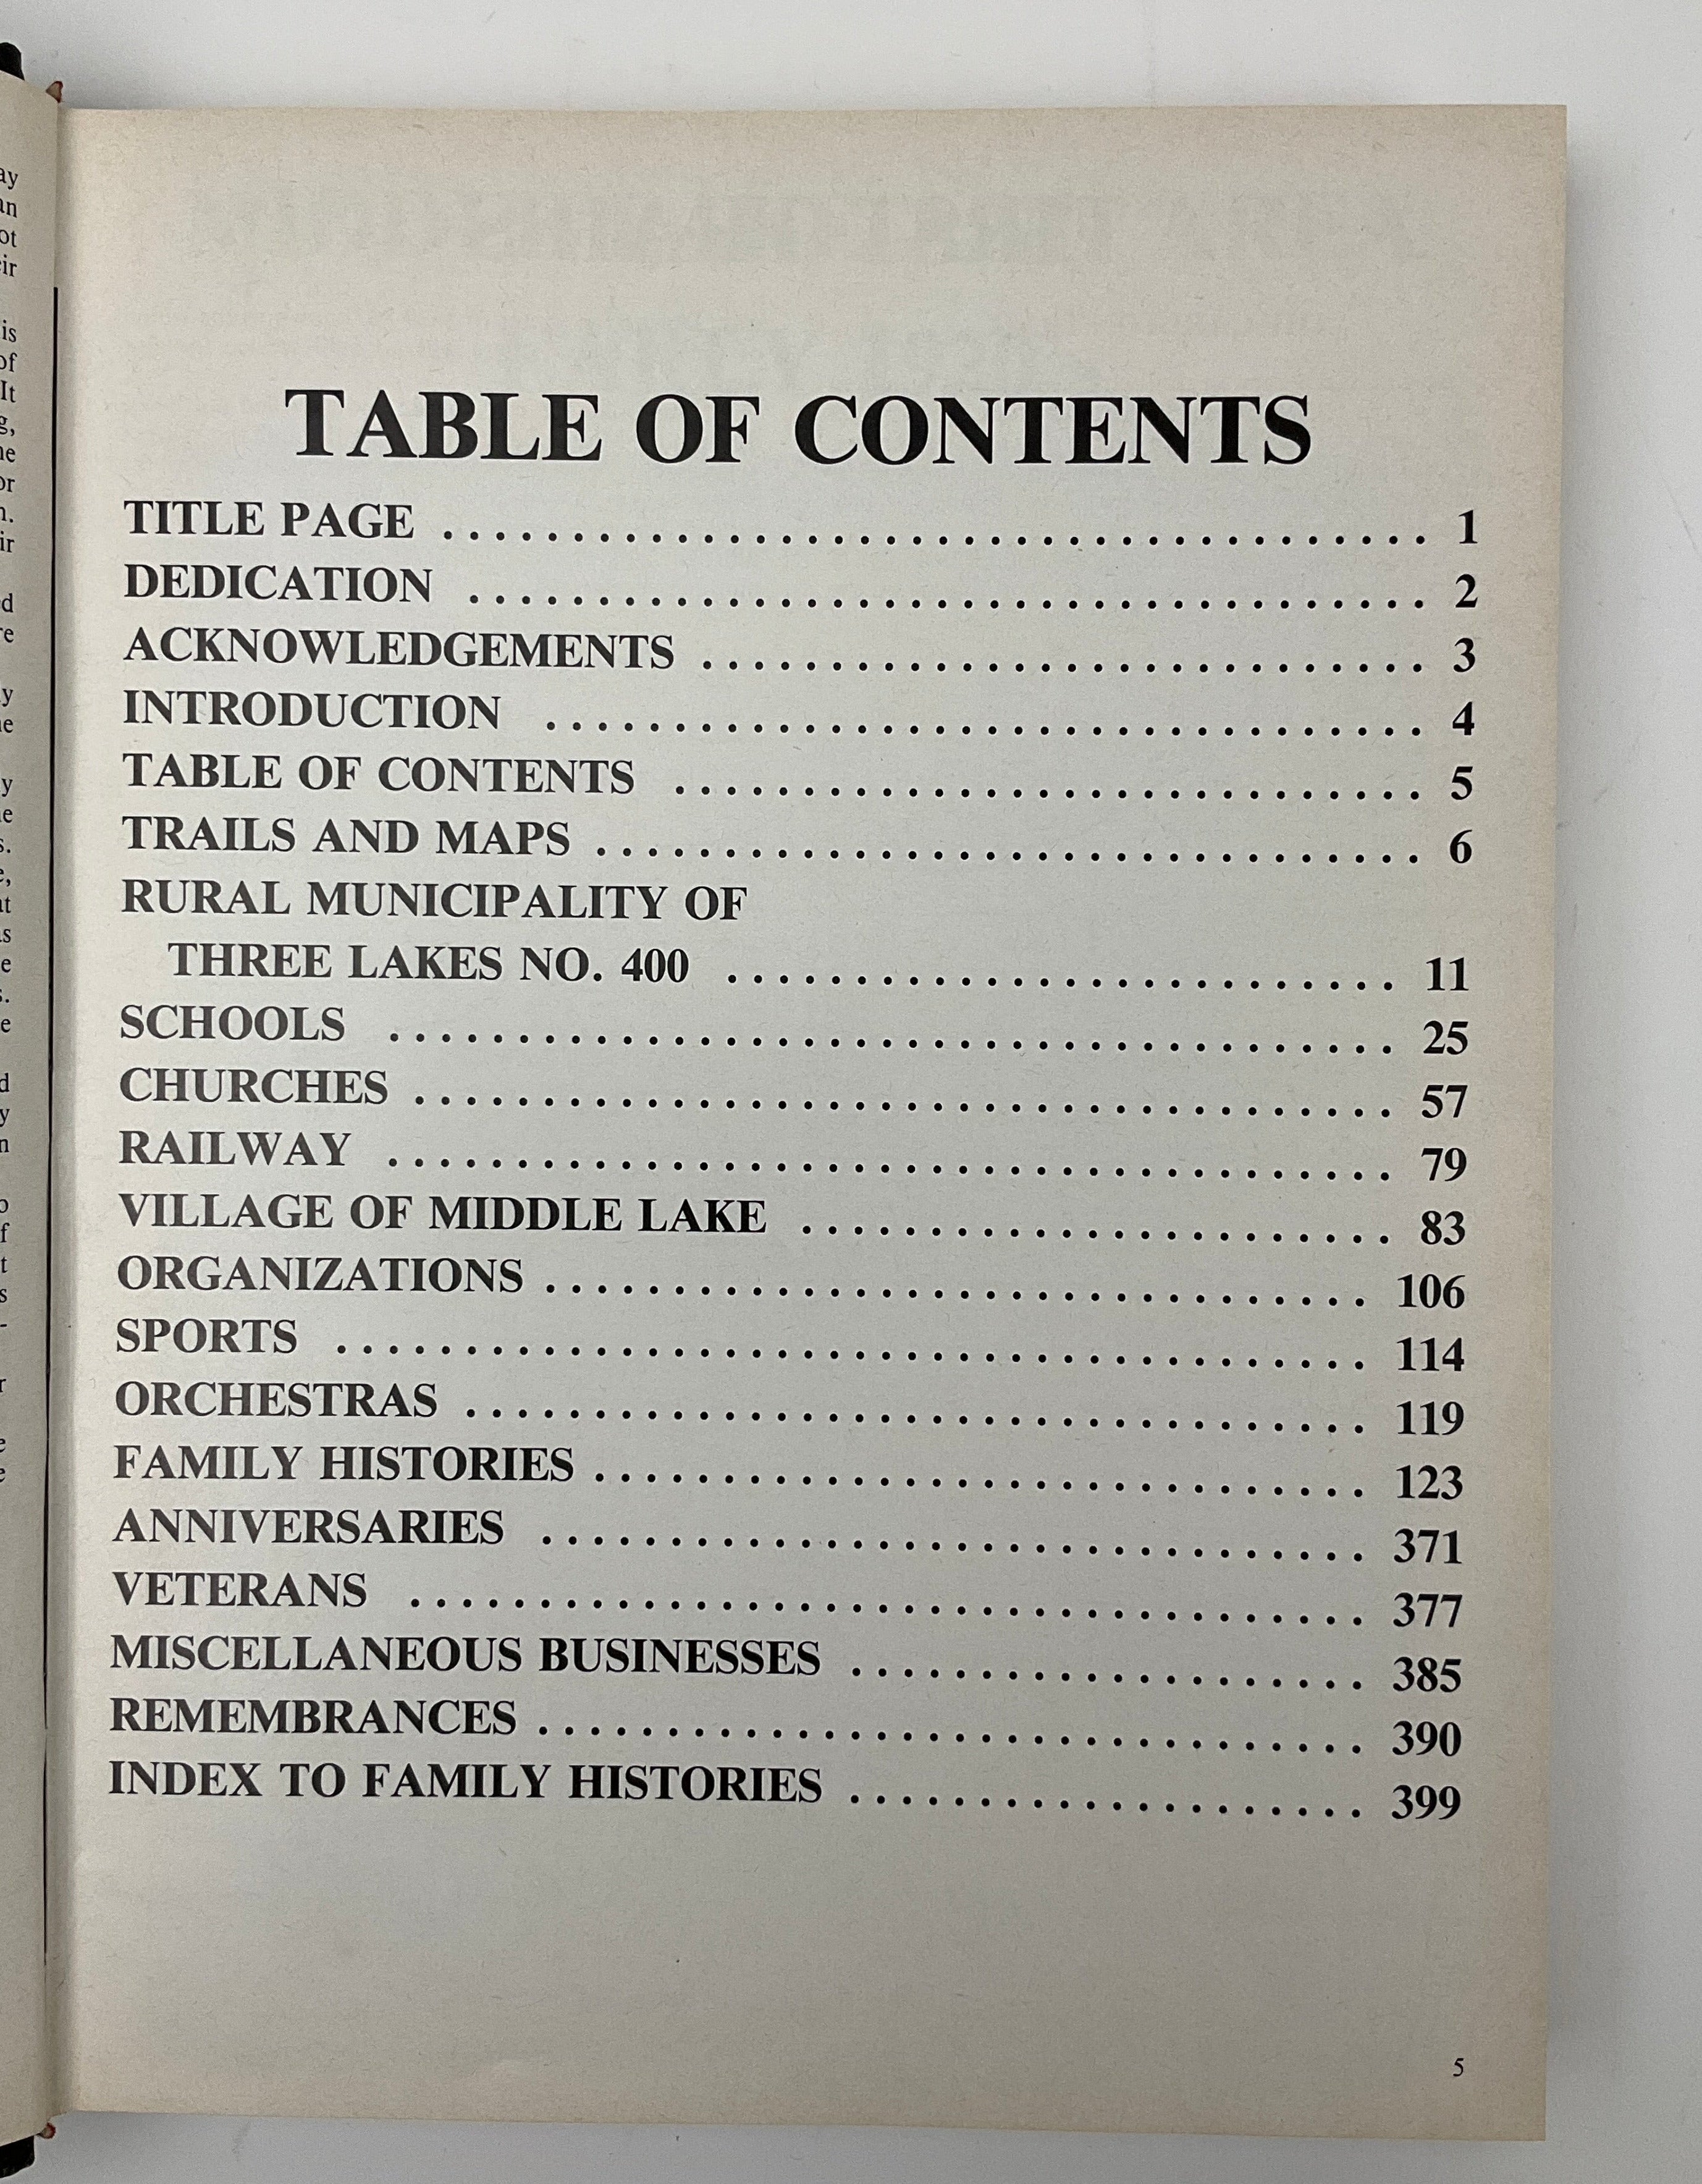 TABLE OF CONTENTS
TITLE PAGE . . . . . . . . . . . . . . . . . . . . . . . . . . . . . . . . . . . . . . 1
DEDICATION . . . . . . . . . . . . . . . . . . . . . . . . . . . . . . . . . . . . . 2
ACKNOWLEDGEMENTS . . . . . . . . . . . . . . . . . . . . . . . . . . . . 3
INTRODUCTION . . . . . . . . . . . . . . . . . . . . . . . . . . . . . . . . . . 4
TABLE OF CONTENTS . . . . . . . . . . . . . . . . . . . . . . . . . . . . . 5
TRAILS AND MAPS . . . . . . . . . . . . . . . . . . . . . . . . . . . . . . . . 6
RURAL MUNICIPALITY OF
THREE LAKES NO. 400 . . . . . . . . . . . . . . . . . . . . . . . . . . 11
SCHOOLS . . . . . . . . . . . . . . . . . . . . . . . . . . . . . . . . . . . . . . . 25
CHURCHES . . . . . . . . . . . . . . . . . . . . . . . . . . . . . . . . . . . . . . 57
RAILWAY . . . . . . . . . . . . . . . . . . . . . . . . . . . . . . . . . . . . . . . 79
VILLAGE OF MIDDLE LAKE . . . . . . . . . . . . . . . . . . . . . . . 83
ORGANIZATIONS . . . . . . . . . . . . . . . . . . . . . . . . . . . . . . . . 106
SPORTS . . . . . . . . . . . . . . . . . . . . . . . . . . . . . . . . . . . . . . . . 114
ORCHESTRAS . . . . . . . . . . . . . . . . . . . . . . . . . . . . . . . . . . . 119
FAMILY HISTORIES . . . . . . . . . . . . . . . . . . . . . . . . . . . . . . 123
ANNIVERSARIES . . . . . . . . . . . . . . . . . . . . . . . . . . . . . . . . 371
VETERANS . . . . . . . . . . . . . . . . . . . . . . . . . . . . . . . . . . . . . 377
MISCELLANEOUS BUSINESSES . . . . . . . . . . . . . . . . . . . . 385
REMEMBRANCES . . . . . . . . . . . . . . . . . . . . . . . . . . . . . . . . 390
INDEX TO FAMILY HISTORIES . . . . . . . . . . . . . . . . . . . . 399
5